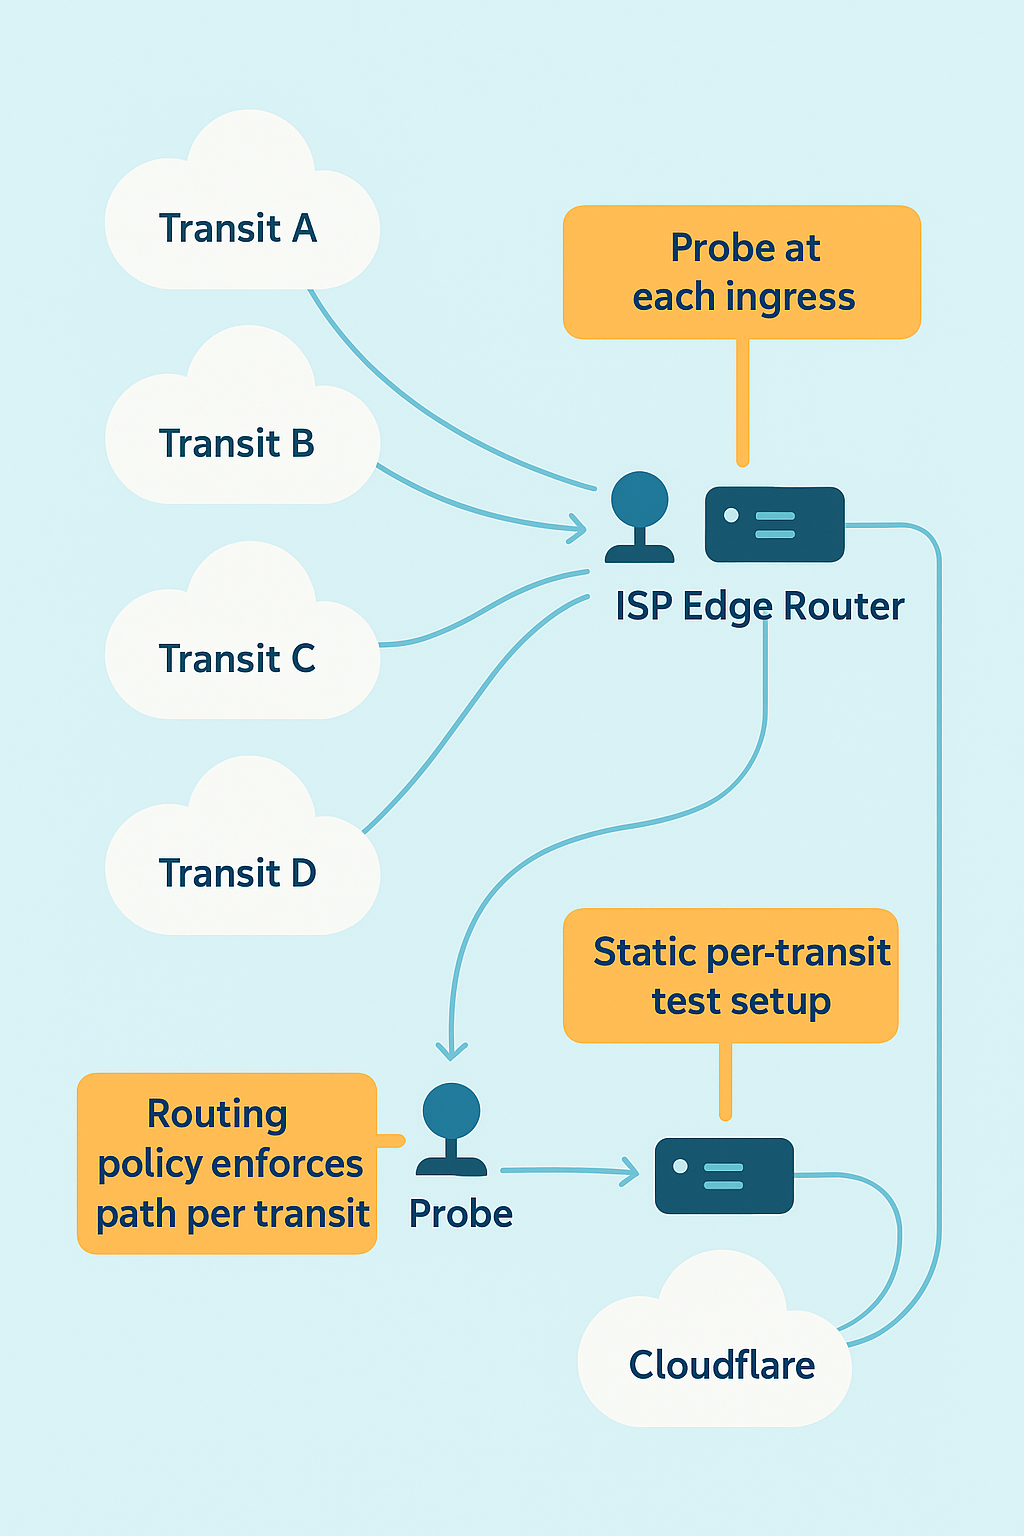 Transit A
Probe at
each ingress
Transit B
ISP Edge Router
Transit C
Transit D
Static per-transit
test setup
Routing
policy enforces
path per transit
Probe
Cloudflare